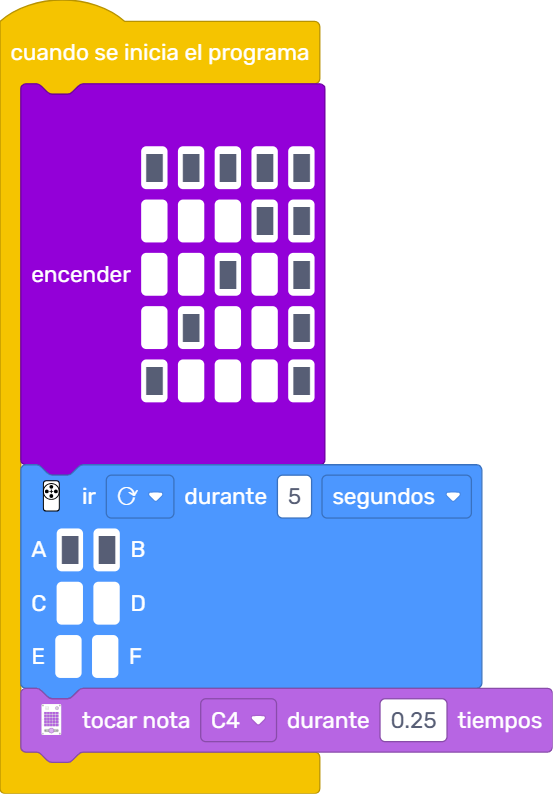 cuando se inicia el programa
encender
ir durante 5 segundos
A B
C D
E F
tocar nota C4 durante 0.25 tiempos